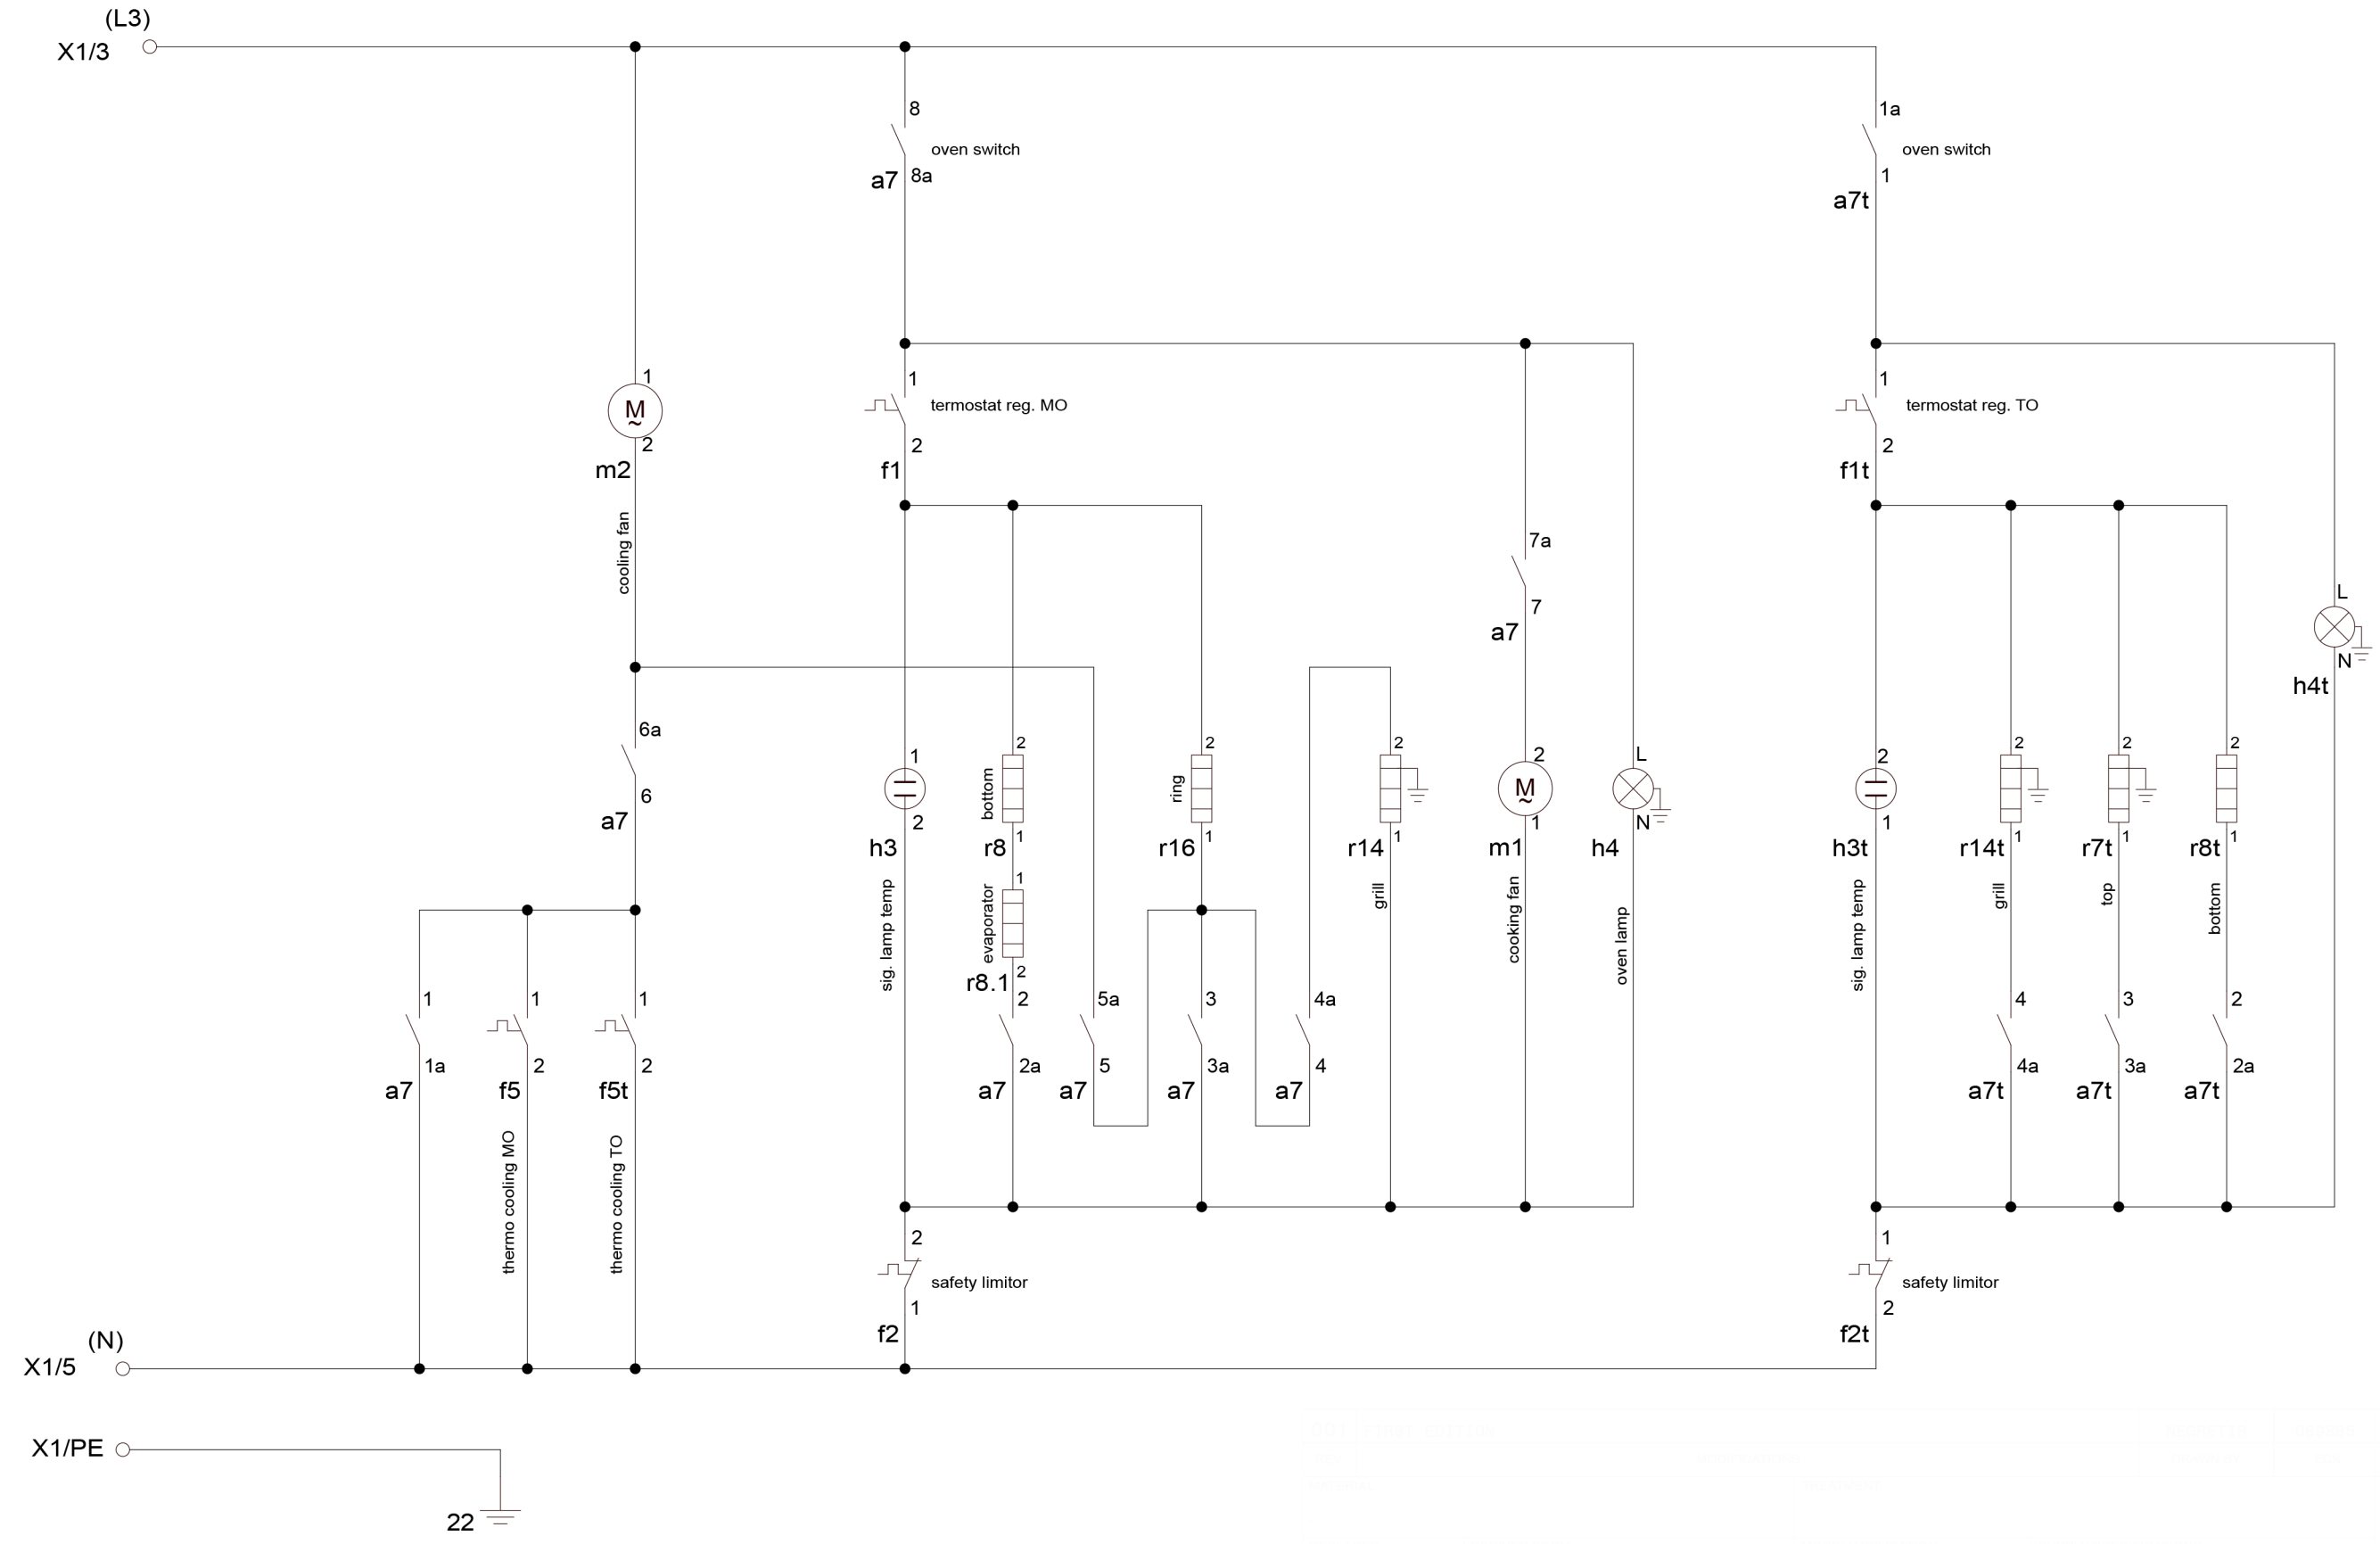 (L3)
X1/3
8
oven switch
a7
8a
1a
oven switch
1
a7t
1
M
~
2
m2
cooling fan
1
termostat reg. MO
2
f1
1
termostat reg. TO
2
f1t
7a
7
a7
L
N
h4t
6a
6
a7
1
2
h3
sig. lamp temp
2
bottom
1
r8
1
evaporator
2
r8.1
2
ring
1
r16
2
1
r14
grill
2
M
~
1
m1
cooking fan
L
N
h4
oven lamp
2
1
h3t
sig. lamp temp
2
1
r14t
grill
2
1
r7t
top
2
1
r8t
bottom
1
1a
a7
1
2
f5
thermo cooling MO
1
2
f5t
thermo cooling TO
2
2a
a7
5a
5
a7
3
3a
a7
4a
4
a7
4
4a
a7t
3
3a
a7t
2
2a
a7t
2
safety limitor
1
f2
1
safety limitor
2
f2t
(N)
X1/5
X1/PE
22